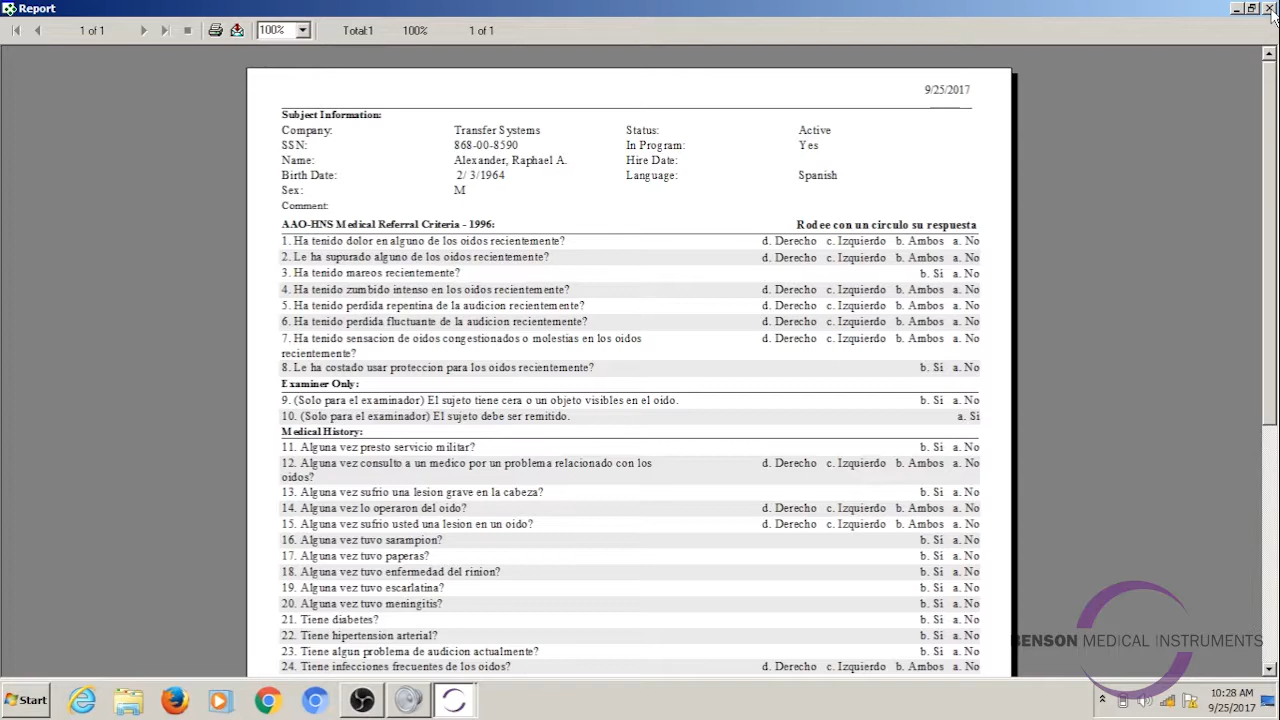 Report
1 of 1 100% Total:1 100% 1 of 1
9/25/2017
Subject Information:
Company: Transfer Systems Status: Active
SSN: 868-00-8590 In Program: Yes
Name: Alexander, Raphael A. Hire Date:
Birth Date: 2/ 3/1964 Language: Spanish
Sex: M
Comment:
AAO-HNS Medical Referral Criteria - 1996: Rodee con un circulo su respuesta
1. Ha tenido dolor en alguno de los oidos recientemente? d. Derecho c. Izquierdo b. Ambos a. No
2. Le ha supurado alguno de los oidos recientemente? d. Derecho c. Izquierdo b. Ambos a. No
3. Ha tenido mareos recientemente? b. Si a. No
4. Ha tenido zumbido intenso en los oidos recientemente? d. Derecho c. Izquierdo b. Ambos a. No
5. Ha tenido perdida repentina de la audicion recientemente? d. Derecho c. Izquierdo b. Ambos a. No
6. Ha tenido perdida fluctuante de la audicion recientemente? d. Derecho c. Izquierdo b. Ambos a. No
7. Ha tenido sensacion de oidos congestionados o molestias en los oidos d. Derecho c. Izquierdo b. Ambos a. No
recientemente?
8. Le ha costado usar proteccion para los oidos recientemente? b. Si a. No
Examiner Only:
9. (Solo para el examinador) El sujeto tiene cera o un objeto visibles en el oido. b. Si a. No
10. (Solo para el examinador) El sujeto debe ser remitido. a. Si
Medical History:
11. Alguna vez presto servicio militar? b. Si a. No
12. Alguna vez consulto a un medico por un problema relacionado con los d. Derecho c. Izquierdo b. Ambos a. No
oidos?
13. Alguna vez sufrio una lesion grave en la cabeza? b. Si a. No
14. Alguna vez lo operaron del oido? d. Derecho c. Izquierdo b. Ambos a. No
15. Alguna vez sufrio usted una lesion en un oido? d. Derecho c. Izquierdo b. Ambos a. No
16. Alguna vez tuvo sarampion? b. Si a. No
17. Alguna vez tuvo paperas? b. Si a. No
18. Alguna vez tuvo enfermedad del rinion? b. Si a. No
19. Alguna vez tuvo escarlatina? b. Si a. No
20. Alguna vez tuvo meningitis? b. Si a. No
21. Tiene diabetes? b. Si a. No
22. Tiene hipertension arterial? b. Si a. No
23. Tiene algun problema de audicion actualmente? b. Si a. No
24. Tiene infecciones frecuentes de los oidos? d. Derecho c. Izquierdo b. Ambos a. No
BENSON MEDICAL INSTRUMENTS
Start
10:28 AM
9/25/2017